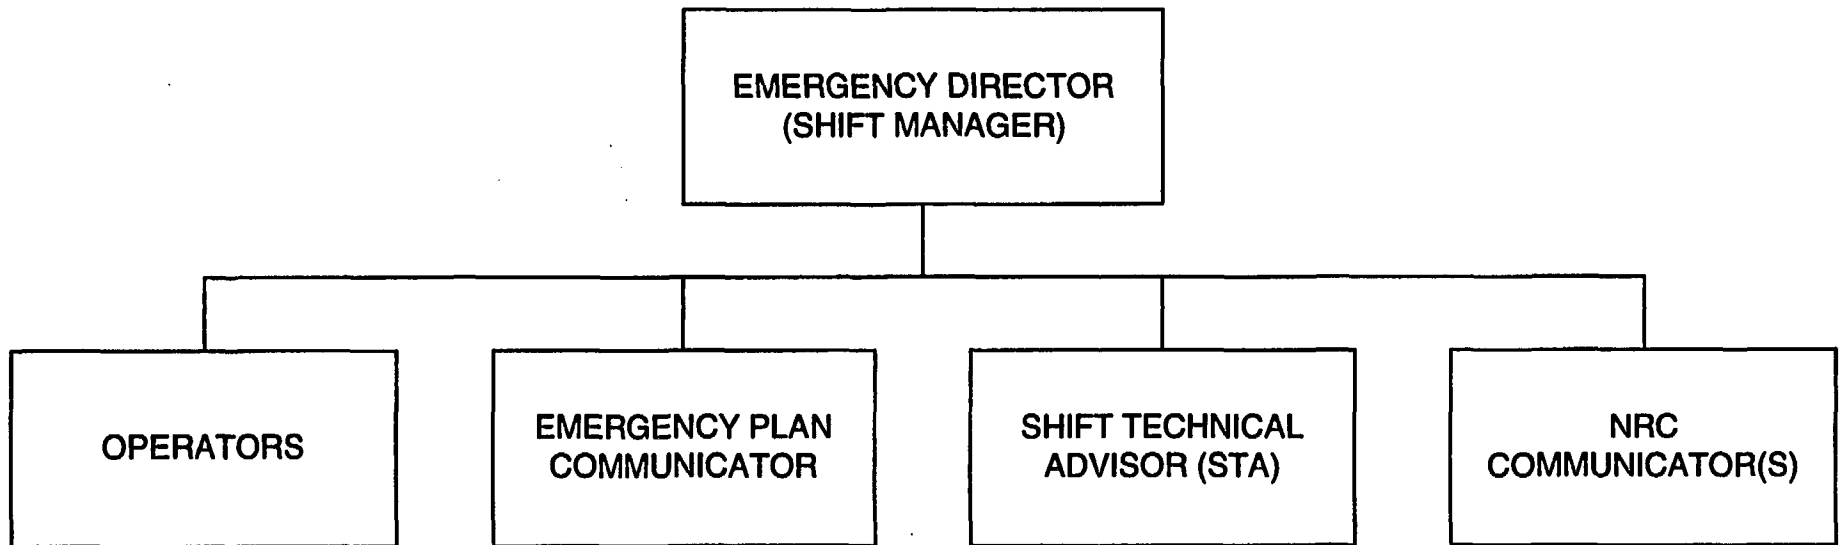 EMERGENCY DIRECTOR
(SHIFT MANAGER)
OPERATORS
EMERGENCY PLAN
COMMUNICATOR
SHIFT TECHNICAL
ADVISOR (STA)
NRC
COMMUNICATOR(S)